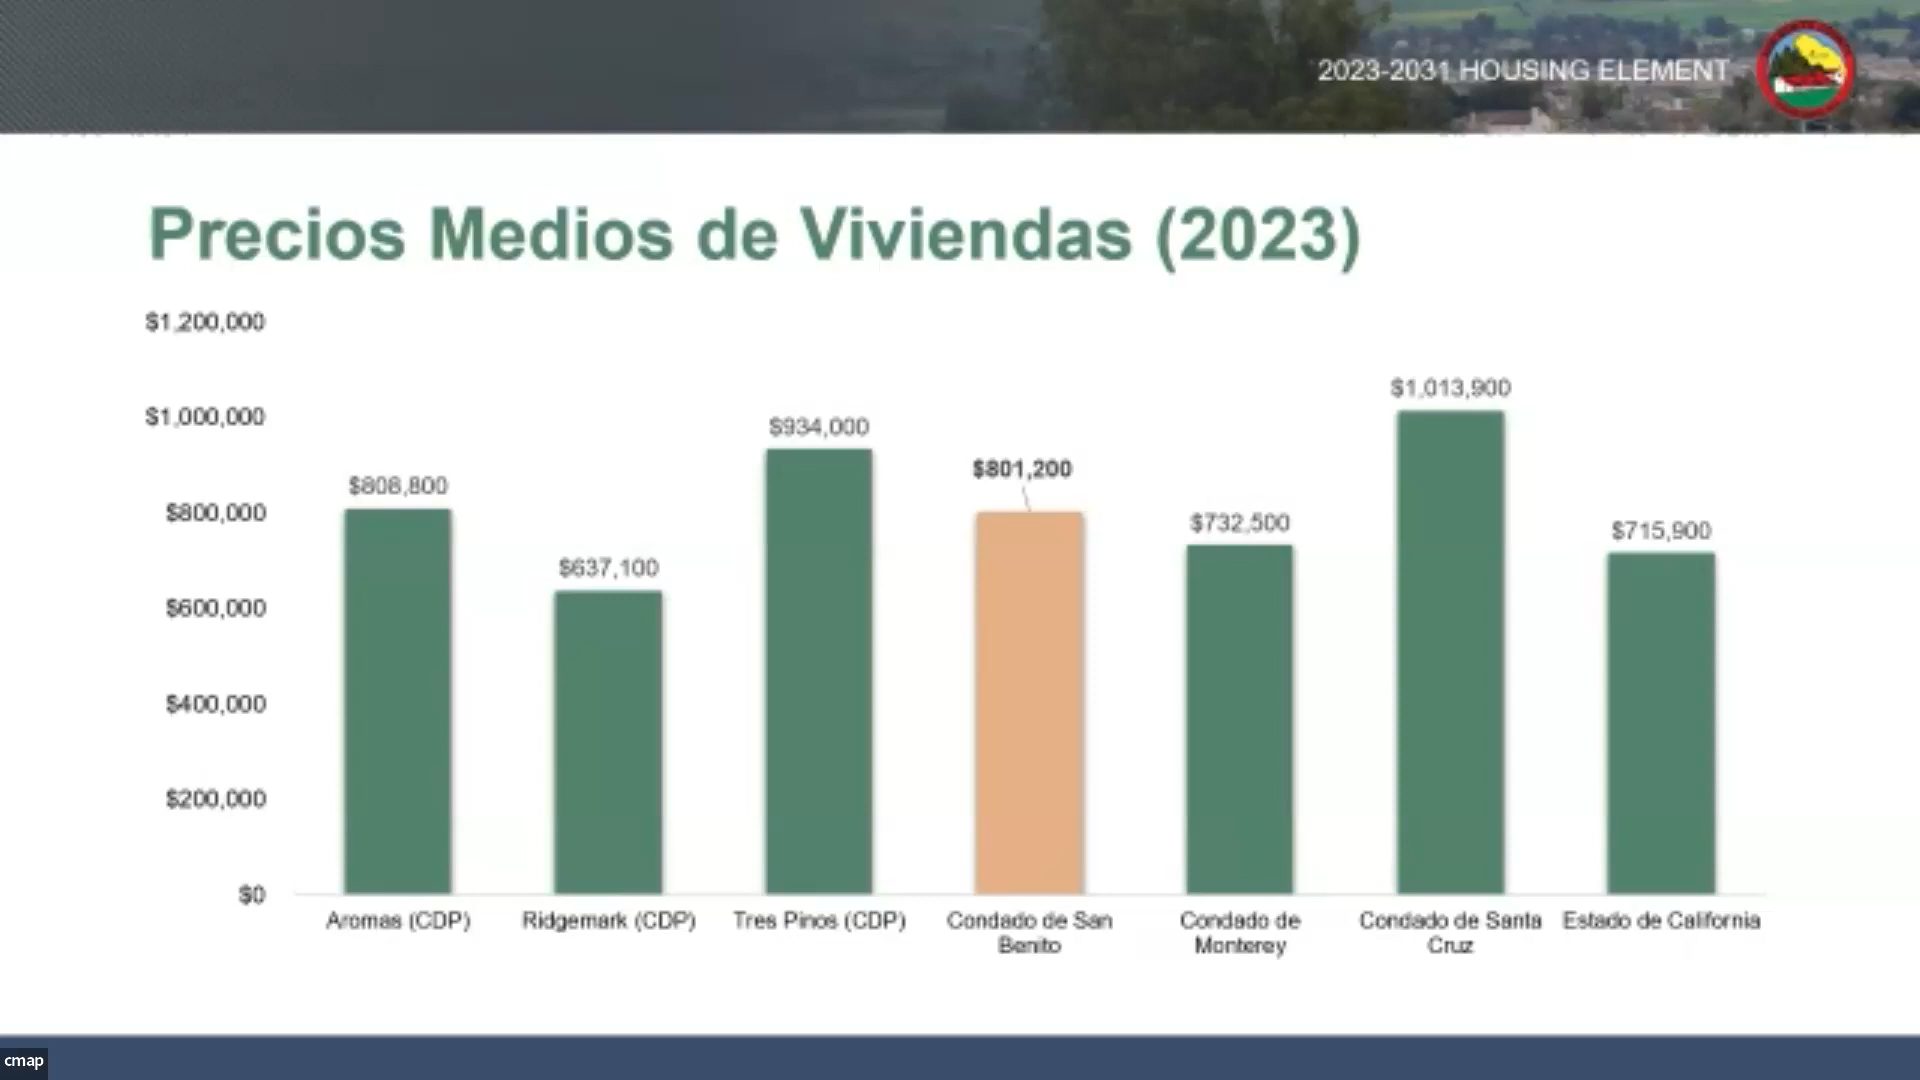 2023-2031 HOUSING ELEMENT
Precios Medios de Viviendas (2023)
$1,200,000
$1,000,000
$800,000
$600,000
$400,000
$200,000
$0
$808,800
$637,100
$934,000
$801,200
$732,500
$1,013,900
$715,900
Aromas (CDP)
Ridgemark (CDP)
Tres Pinos (CDP)
Condado de San
Benito
Condado de
Monterey
Condado de Santa
Cruz
Estado de California
cmap